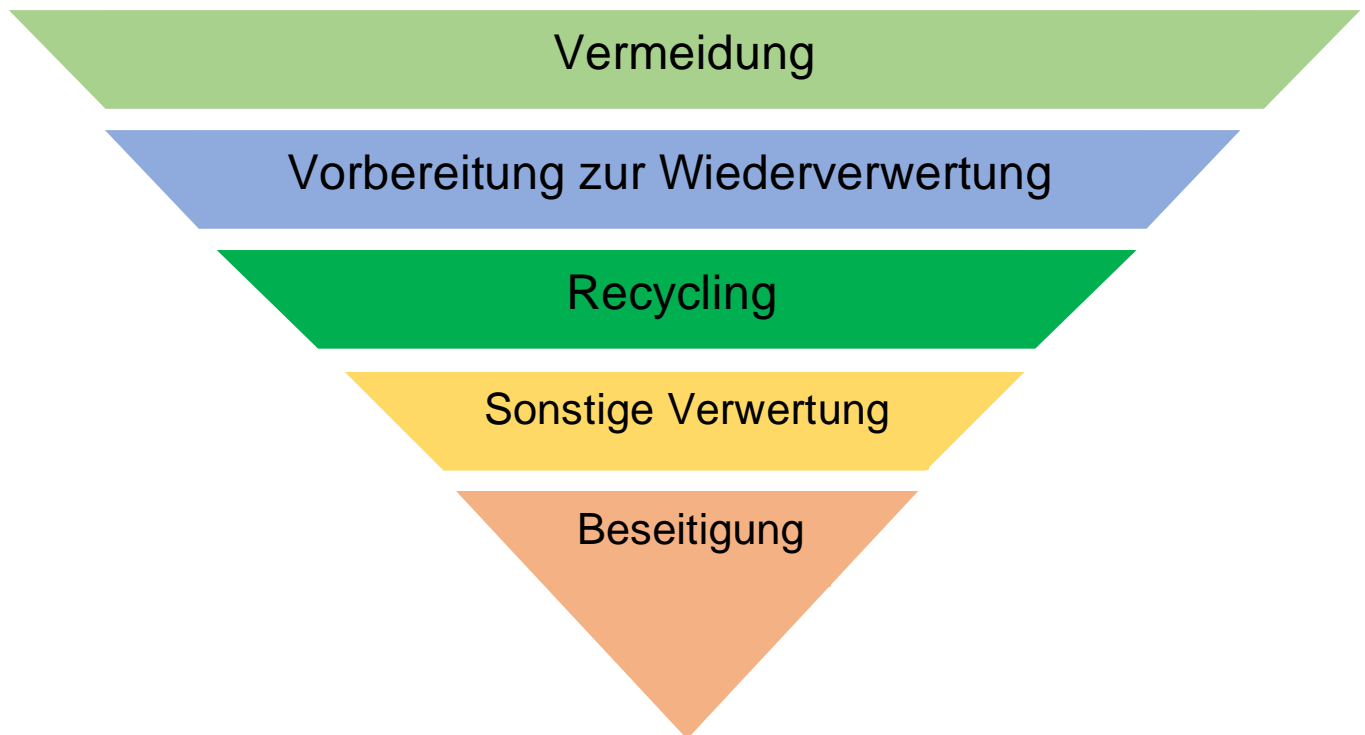 Vermeidung
Vorbereitung zur Wiederverwertung
Recycling
Sonstige Verwertung
Beseitigung